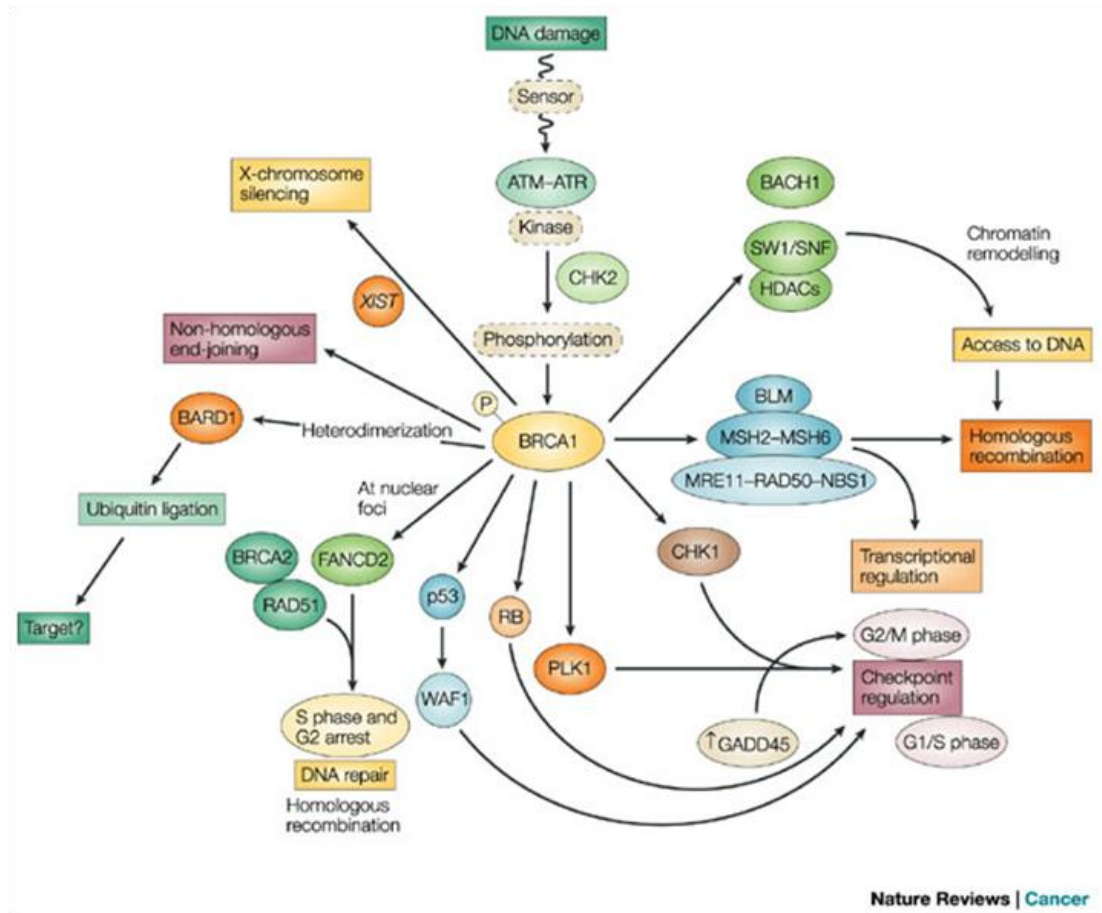 DNA damage
Sensor
ATM–ATR
Kinase
CHK2
Phosphorylation
P
BRCA1
X-chromosome
silencing
XIST
Non-homologous
end-joining
BARD1
Heterodimerization
Ubiquitin ligation
Target?
At nuclear
foci
BRCA2
FANCD2
RAD51
S phase and
G2 arrest
DNA repair
Homologous
recombination
p53
WAF1
RB
PLK1
CHK1
BACH1
SW1/SNF
HDACs
Chromatin
remodelling
Access to DNA
BLM
MSH2–MSH6
MRE11–RAD50–NBS1
Homologous
recombination
Transcriptional
regulation
G2/M phase
Checkpoint
regulation
G1/S phase
↑GADD45
Nature Reviews | Cancer